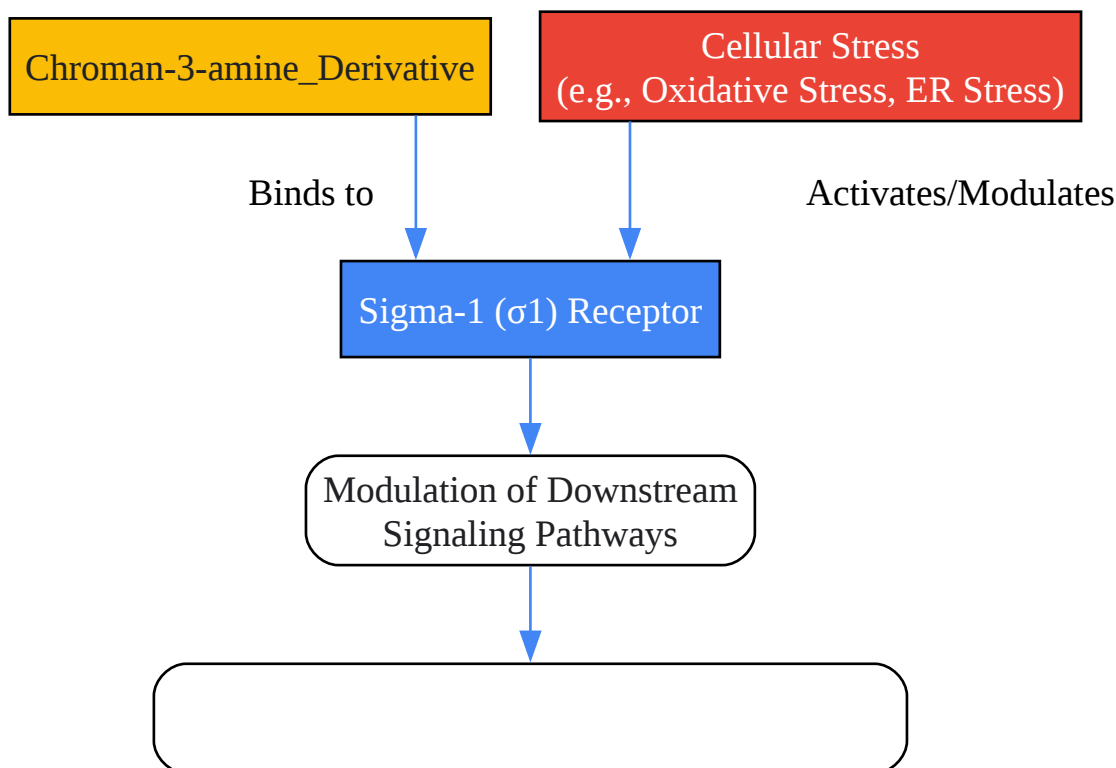 Chroman-3-amine_Derivative
Cellular Stress
(e.g., Oxidative Stress, ER Stress)
Binds to
Activates/Modulates
Sigma-1 (σ1) Receptor
Modulation of Downstream
Signaling Pathways